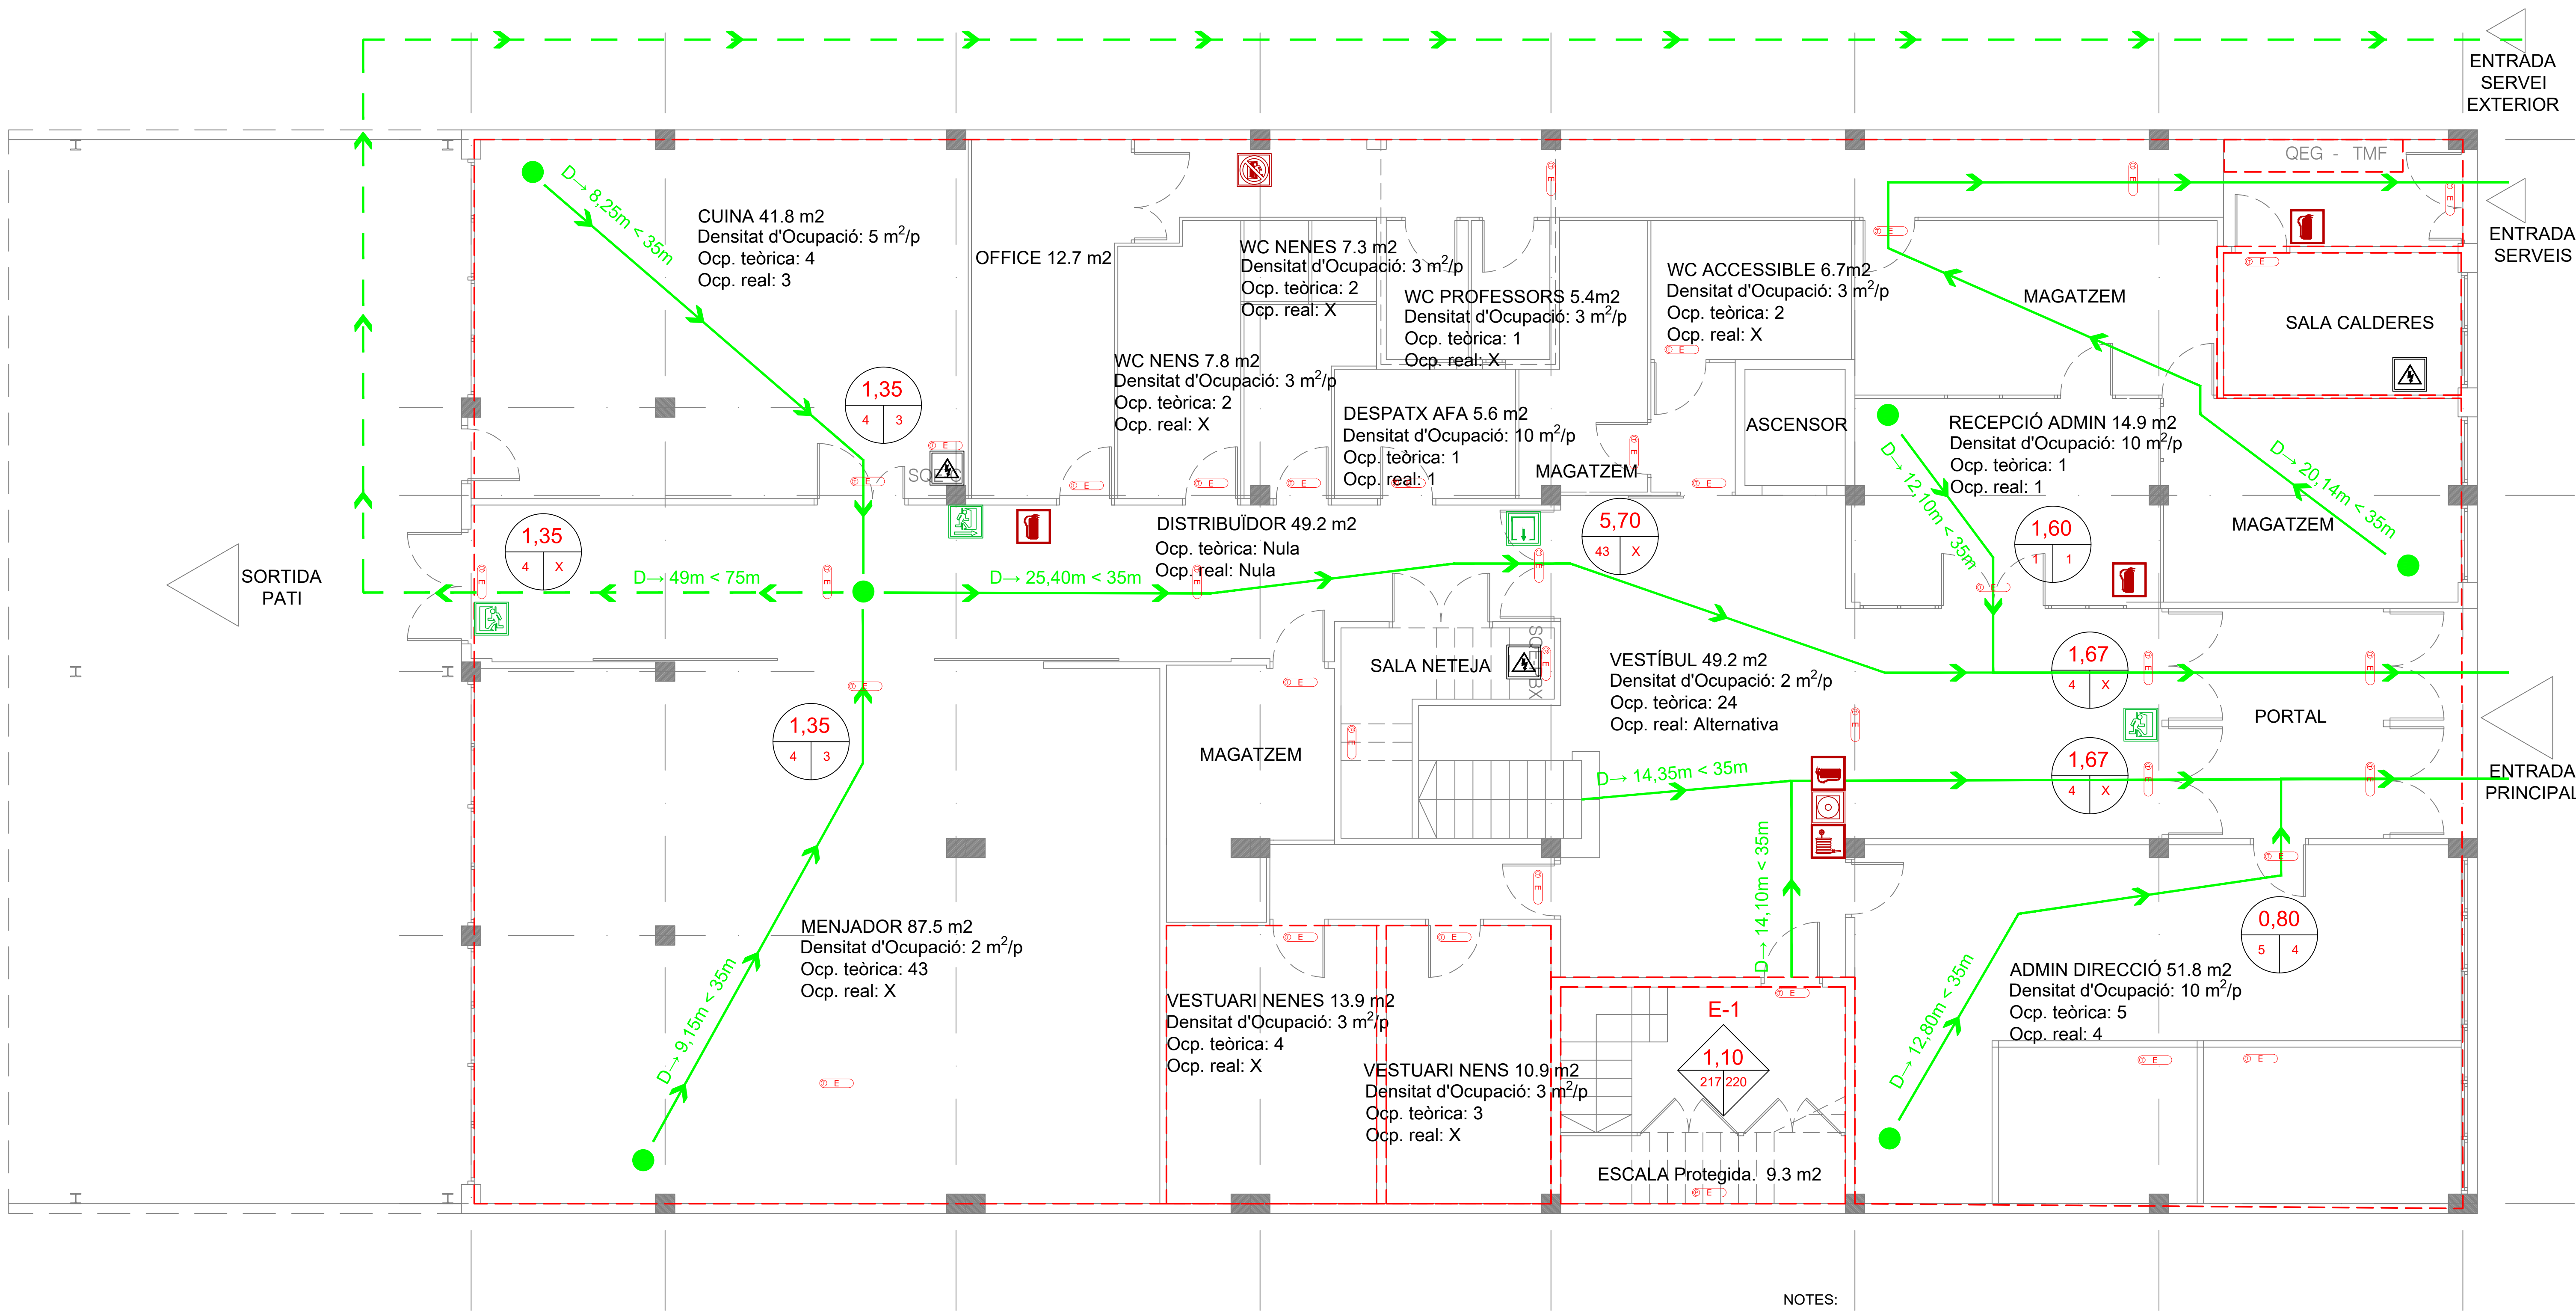 ENTRADA
SERVEI
EXTERIOR
QEG - TMF
D→ 8,25m < 35m
CUINA 41.8 m2
Densitat d'Ocupació: 5 m²/p
Ocp. teòrica: 4
Ocp. real: 3
OFFICE 12.7 m2
WC NENES 7.3 m2
Densitat d'Ocupació: 3 m²/p
Ocp. teòrica: 2
Ocp. real: X
WC PROFESSORS 5.4m2
Densitat d'Ocupació: 3 m²/p
Ocp. teòrica: 1
Ocp. real: X
WC ACCESSIBLE 6.7m2
Densitat d'Ocupació: 3 m²/p
Ocp. teòrica: 2
Ocp. real: X
MAGATZEM
ENTRADA
SERVEIS
SALA CALDERES
WC NENS 7.8 m2
Densitat d'Ocupació: 3 m²/p
Ocp. teòrica: 2
Ocp. real: X
1,35
4 3
DESPATX AFA 5.6 m2
Densitat d'Ocupació: 10 m²/p
Ocp. teòrica: 1
Ocp. real: 1
MAGATZEM
ASCENSOR
RECEPCIÓ ADMIN 14.9 m2
Densitat d'Ocupació: 10 m²/p
Ocp. teòrica: 1
Ocp. real: 1
D→ 12,10m < 35m
D→ 20,14m < 35m
MAGATZEM
1,35
4 X
DISTRIBUÏDOR 49.2 m2
Ocp. teòrica: Nula
Ocp. real: Nula
5,70
43 X
1,60
1 1
SORTIDA
PATI
D→ 49m < 75m
D→ 25,40m < 35m
SALA NETEJA
VESTÍBUL 49.2 m2
Densitat d'Ocupació: 2 m²/p
Ocp. teòrica: 24
Ocp. real: Alternativa
1,67
4 X
PORTAL
1,35
4 3
MAGATZEM
D→ 14,35m < 35m
1,67
4 X
ENTRADA
PRINCIPAL
D→ 14,10m < 35m
MENJADOR 87.5 m2
Densitat d'Ocupació: 2 m²/p
Ocp. teòrica: 43
Ocp. real: X
D→ 9,15m < 35m
VESTUARI NENES 13.9 m2
Densitat d'Ocupació: 3 m²/p
Ocp. teòrica: 4
Ocp. real: X
VESTUARI NENS 10.9 m2
Densitat d'Ocupació: 3 m²/p
Ocp. teòrica: 3
Ocp. real: X
E-1
1,10
217 220
ESCALA Protegida. 9.3 m2
D→ 12,80m < 35m
0,80
5 4
ADMIN DIRECCIÓ 51.8 m2
Densitat d'Ocupació: 10 m²/p
Ocp. teòrica: 5
Ocp. real: 4
NOTES: